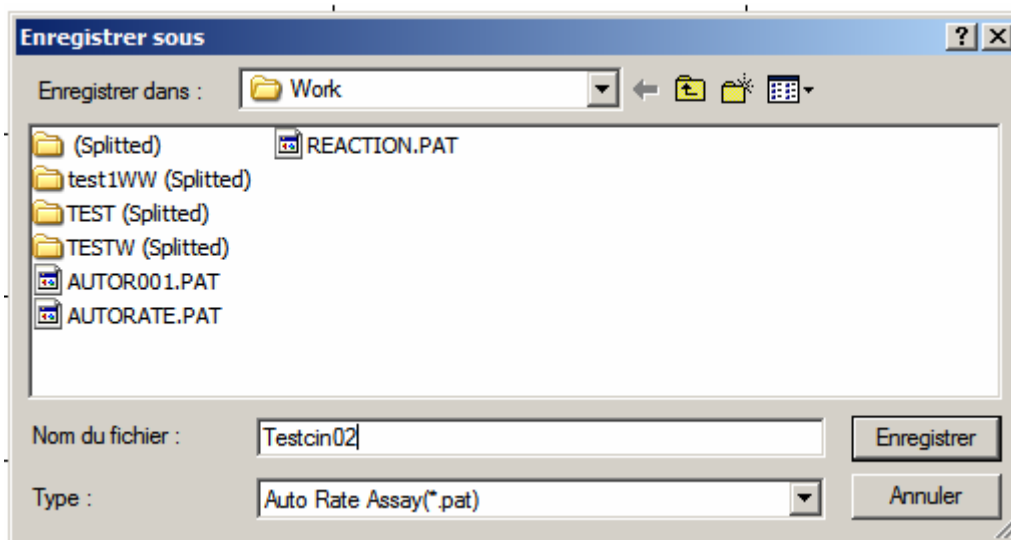 Enregistrer sous
Enregistrer dans :
Work
(Splitted)
test1WW (Splitted)
TEST (Splitted)
TESTW (Splitted)
AUTOR001.PAT
AUTORATE.PAT
REACTION.PAT
Nom du fichier :
Testcin02
Enregistrer
Type :
Auto Rate Assay(*.pat)
Annuler